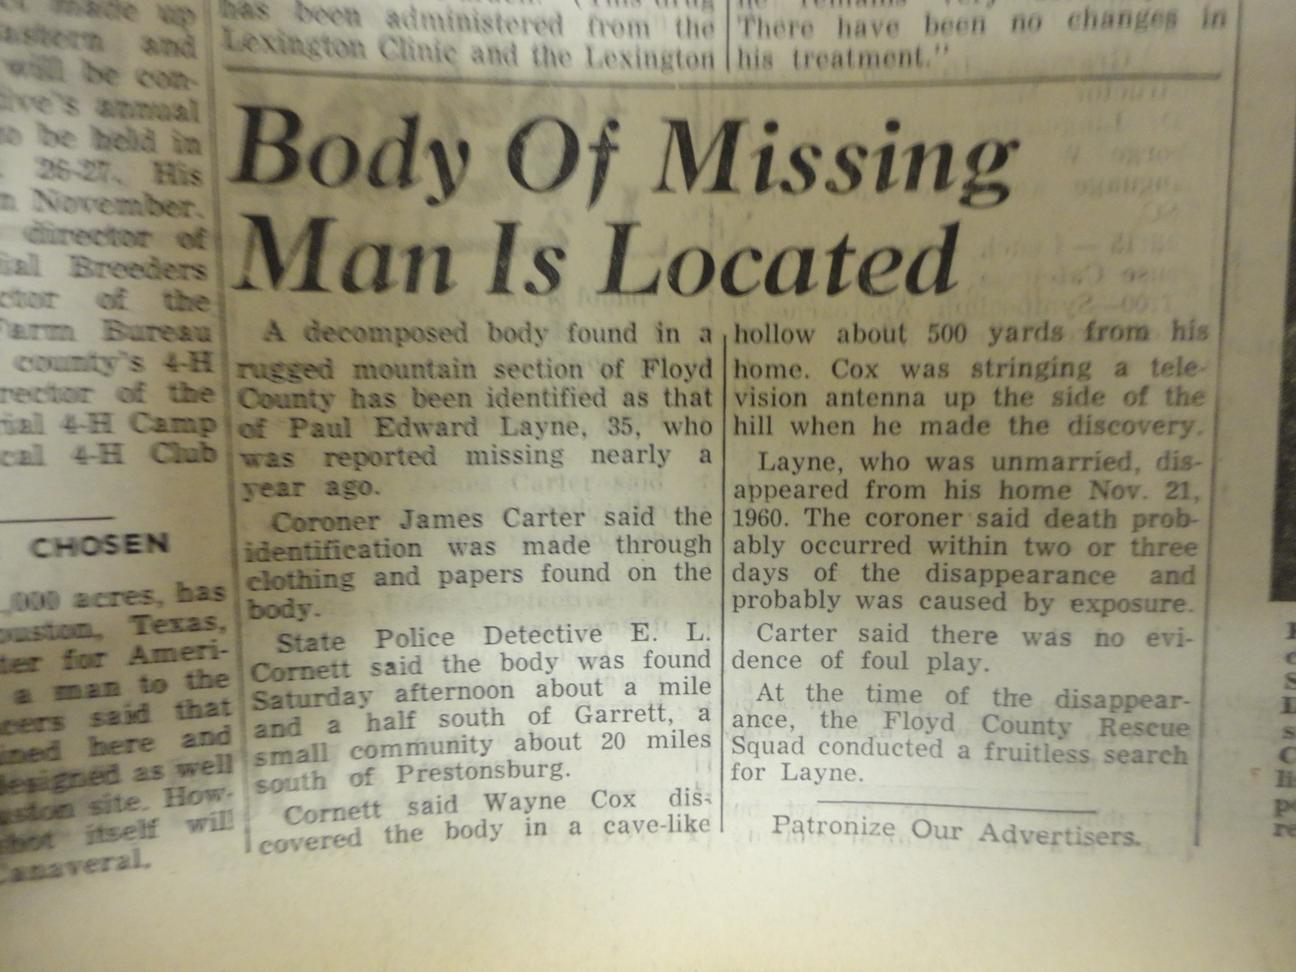 made up
and
will be con-
annual
to be held in
26-27. His
November.
director of
Breeders
of the
Farm Bureau
county's 4-H
of the
4-H Camp
4-H Club
CHOSEN
,000 acres, has
Texas,
for Ameri-
a man to the
said that
here and
designed as well
site. How-
itself will
Canaveral.
has been administered from the
Lexington Clinic and the Lexington
There have been no changes in
his treatment."
Body Of Missing
Man Is Located
A decomposed body found in a
rugged mountain section of Floyd
County has been identified as that
of Paul Edward Layne, 35, who
was reported missing nearly a
year ago.
Coroner James Carter said the
identification was made through
clothing and papers found on the
body.
State Police Detective E. L.
Cornett said the body was found
Saturday afternoon about a mile
and a half south of Garrett, a
small community about 20 miles
south of Prestonsburg.
Cornett said Wayne Cox dis-
covered the body in a cave-like
hollow about 500 yards from his
home. Cox was stringing a tele-
vision antenna up the side of the
hill when he made the discovery.
Layne, who was unmarried, dis-
appeared from his home Nov. 21,
1960. The coroner said death prob-
ably occurred within two or three
days of the disappearance and
probably was caused by exposure.
Carter said there was no evi-
dence of foul play.
At the time of the disappear-
ance, the Floyd County Rescue
Squad conducted a fruitless search
for Layne.
Patronize Our Advertisers.